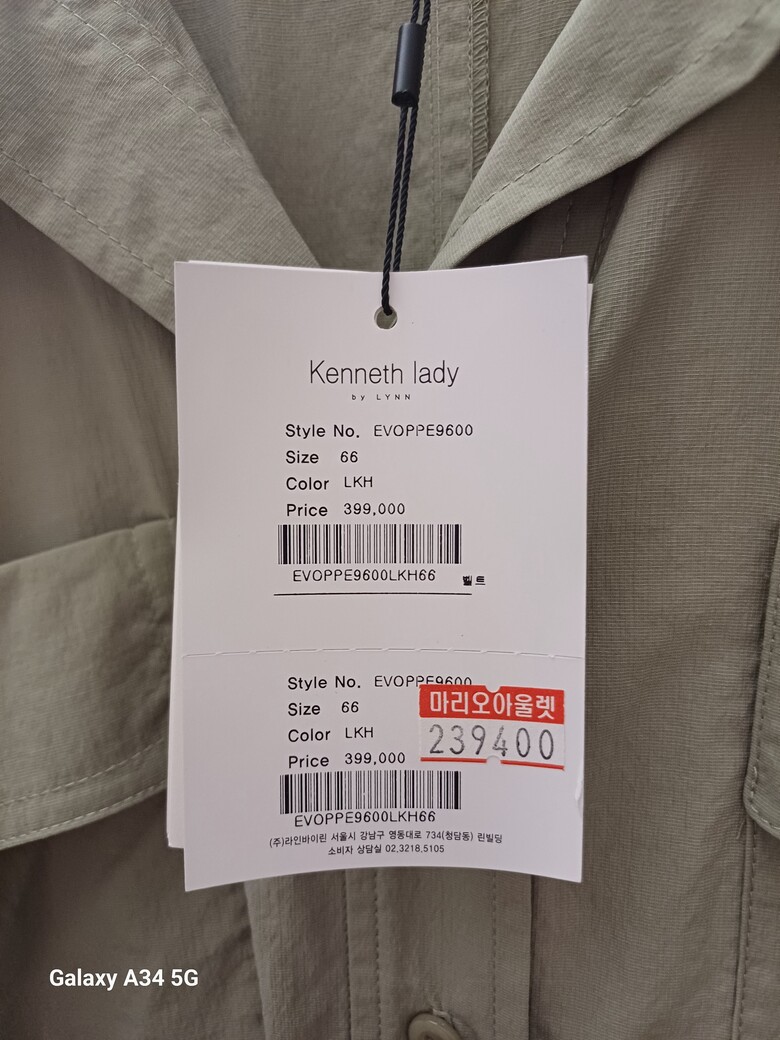 Kenneth lady
by LYNN
Style No. EVOPPE9600
Size 66
Color LKH
Price 399,000
EVOPPE9600LKH66
벨트
Style No. EVOPPE9600
Size 66
Color LKH
Price 399,000
마리오아울렛
239400
EVOPPE9600LKH66
(주)라인바이린 서울시 강남구 영동대로 734(청담동) 린빌딩
소비자 상담실 02.3218.5105
Galaxy A34 5G